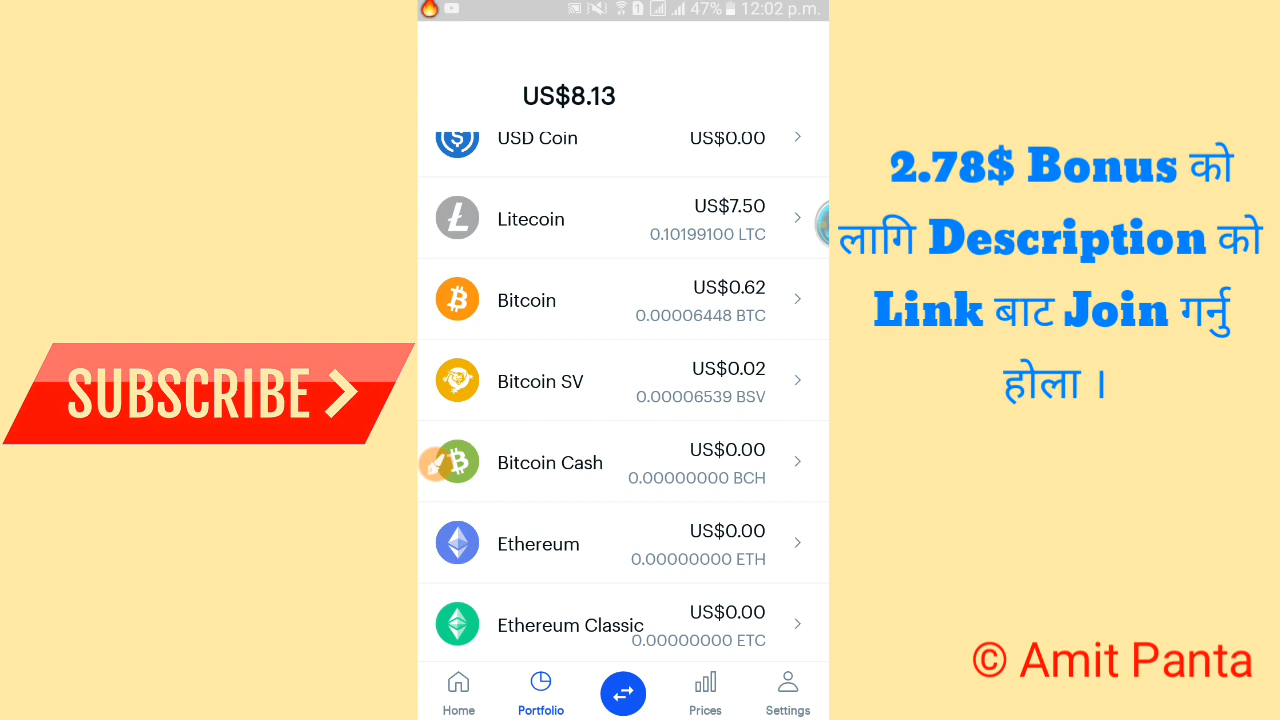 47% 12:02 p.m.
US$8.13
USD Coin US$0.00
Litecoin US$7.50
0.10199100 LTC
Bitcoin US$0.62
0.00006448 BTC
Bitcoin SV US$0.02
0.00006539 BSV
Bitcoin Cash US$0.00
0.00000000 BCH
Ethereum US$0.00
0.00000000 ETH
Ethereum Classic US$0.00
0.00000000 ETC
Home Portfolio Prices Settings
SUBSCRIBE
2.78$ Bonus को
लागि Description को
Link बाट Join गर्नु
होला ।
© Amit Panta